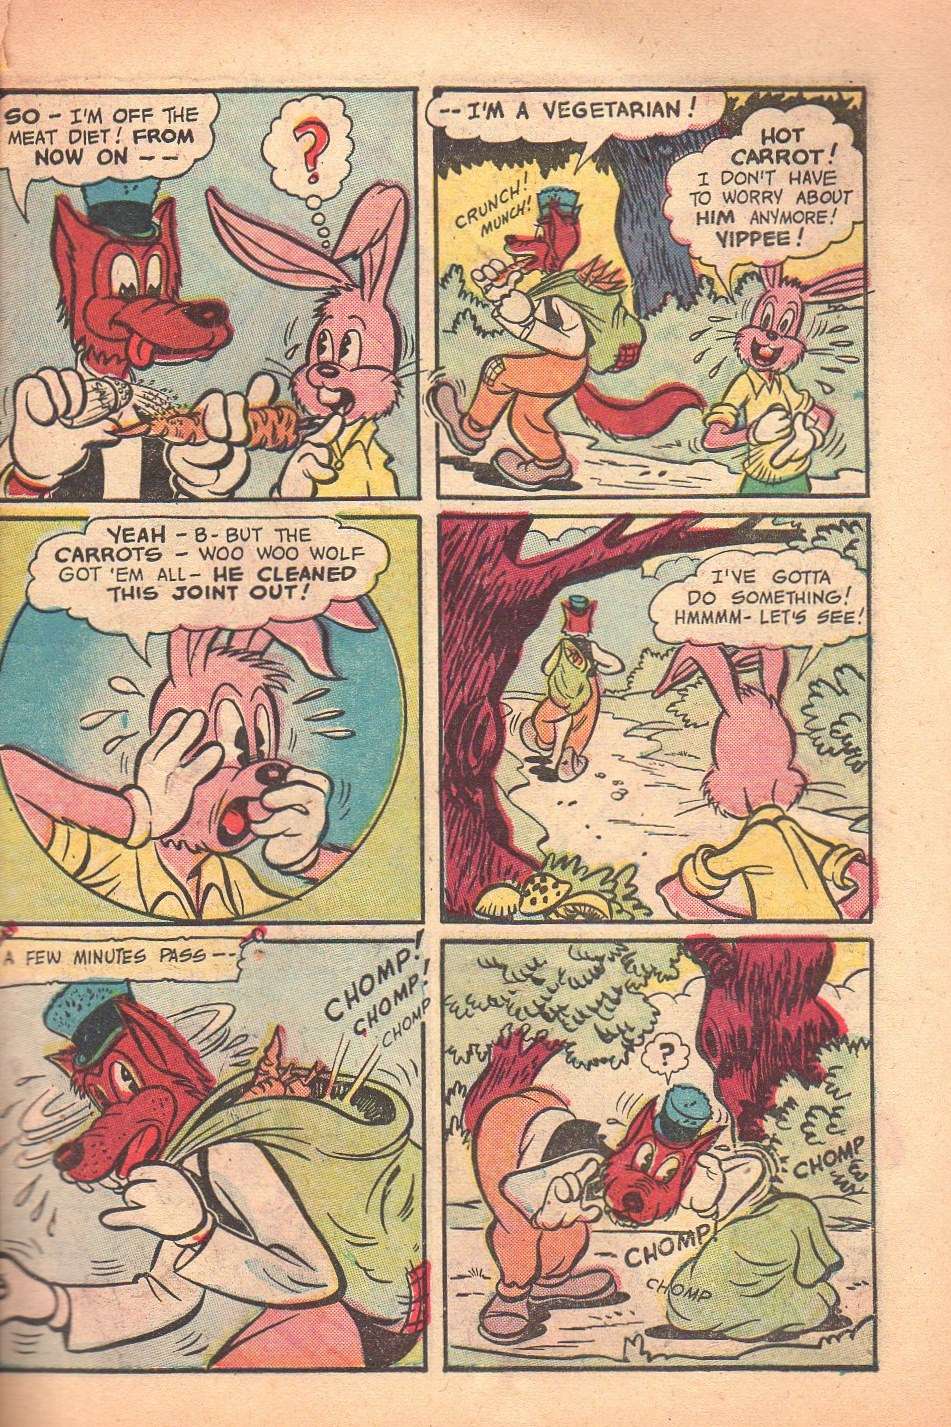 SO - I'M OFF THE
MEAT DIET! FROM
NOW ON - -
?
- - I'M A VEGETARIAN!
CRUNCH!
MUNCH!
HOT
CARROT!
I DON'T HAVE
TO WORRY ABOUT
HIM ANYMORE!
YIPPEE!
YEAH - B- BUT THE
CARROTS - WOO WOO WOLF
GOT 'EM ALL - HE CLEANED
THIS JOINT OUT!
I'VE GOTTA
DO SOMETHING!
HMMMM- LET'S SEE!
A FEW MINUTES PASS - -
CHOMP!
CHOMP!
CHOMP
?
CHOMP
CHOMP!
CHOMP